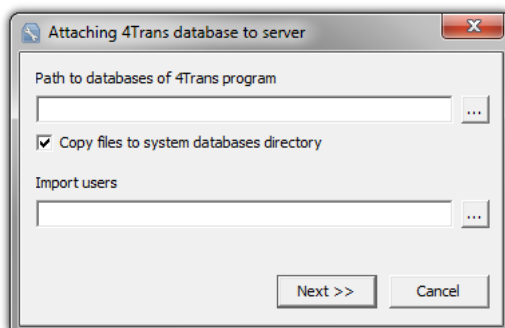 Attaching 4Trans database to server
Path to databases of 4Trans program
...
Copy files to system databases directory
Import users
...
Next >>
Cancel